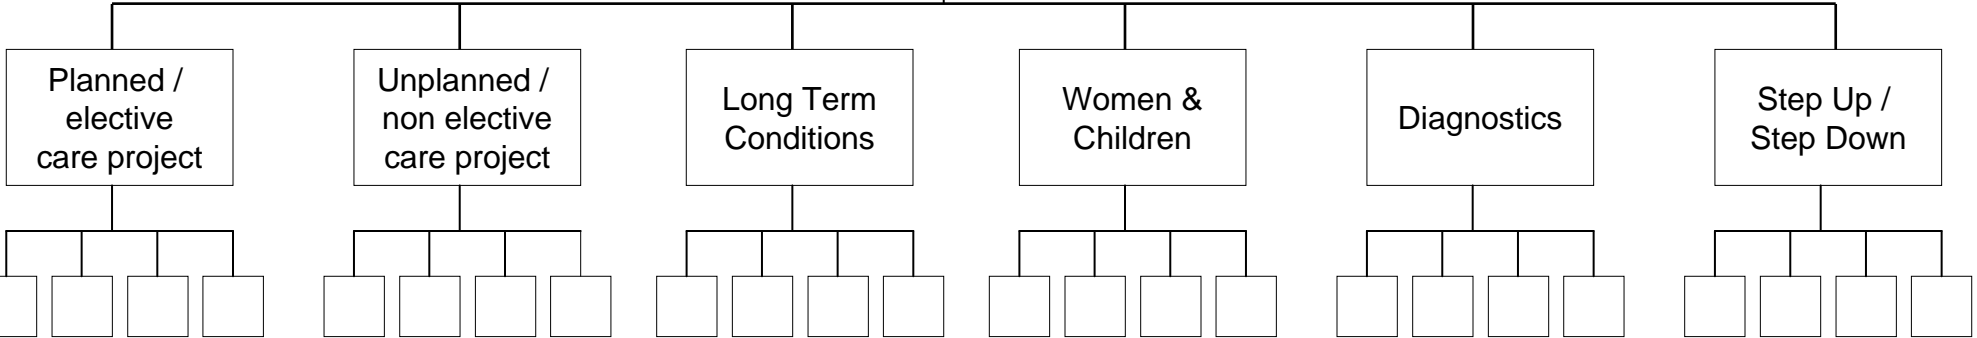 Planned /
elective
care project
Unplanned /
non elective
care project
Long Term
Conditions
Women &
Children
Diagnostics
Step Up /
Step Down